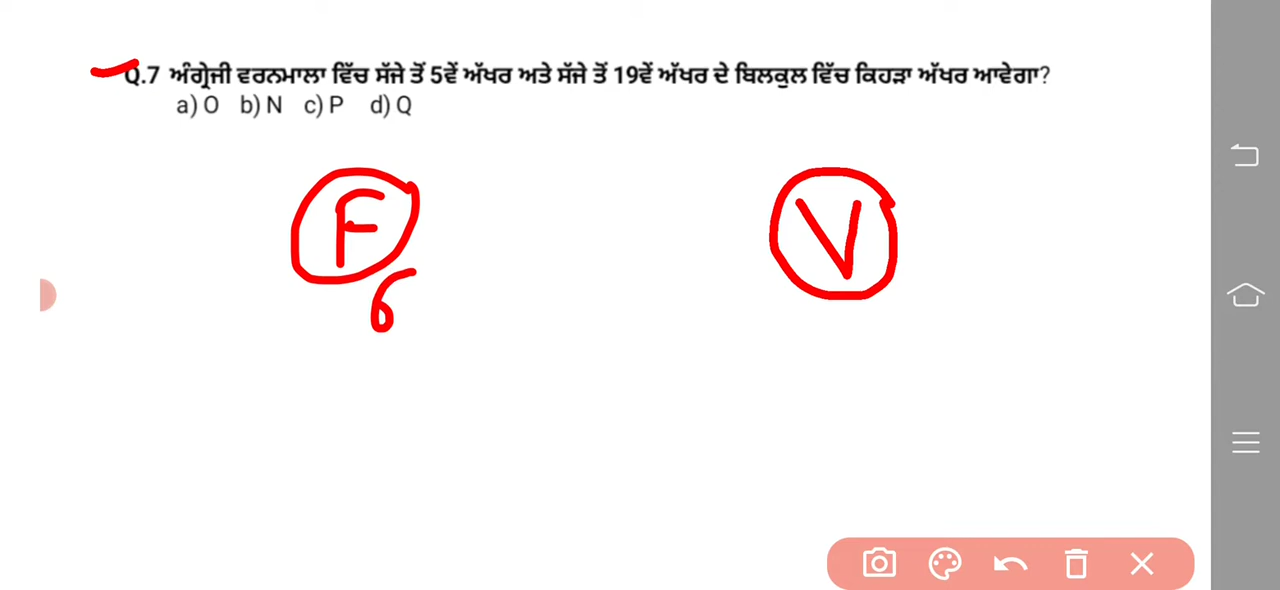 Q.7 ਅੰਗ੍ਰੇਜੀ ਵਰਨਮਾਲਾ ਵਿੱਚ ਸੱਜੇ ਤੋਂ 5ਵੇਂ ਅੱਖਰ ਅਤੇ ਸੱਜੇ ਤੋਂ 19ਵੇਂ ਅੱਖਰ ਦੇ ਬਿਲਕੁਲ ਵਿੱਚ ਕਿਹੜਾ ਅੱਖਰ ਆਵੇਗਾ?
a) O b) N c) P d) Q
F V
6